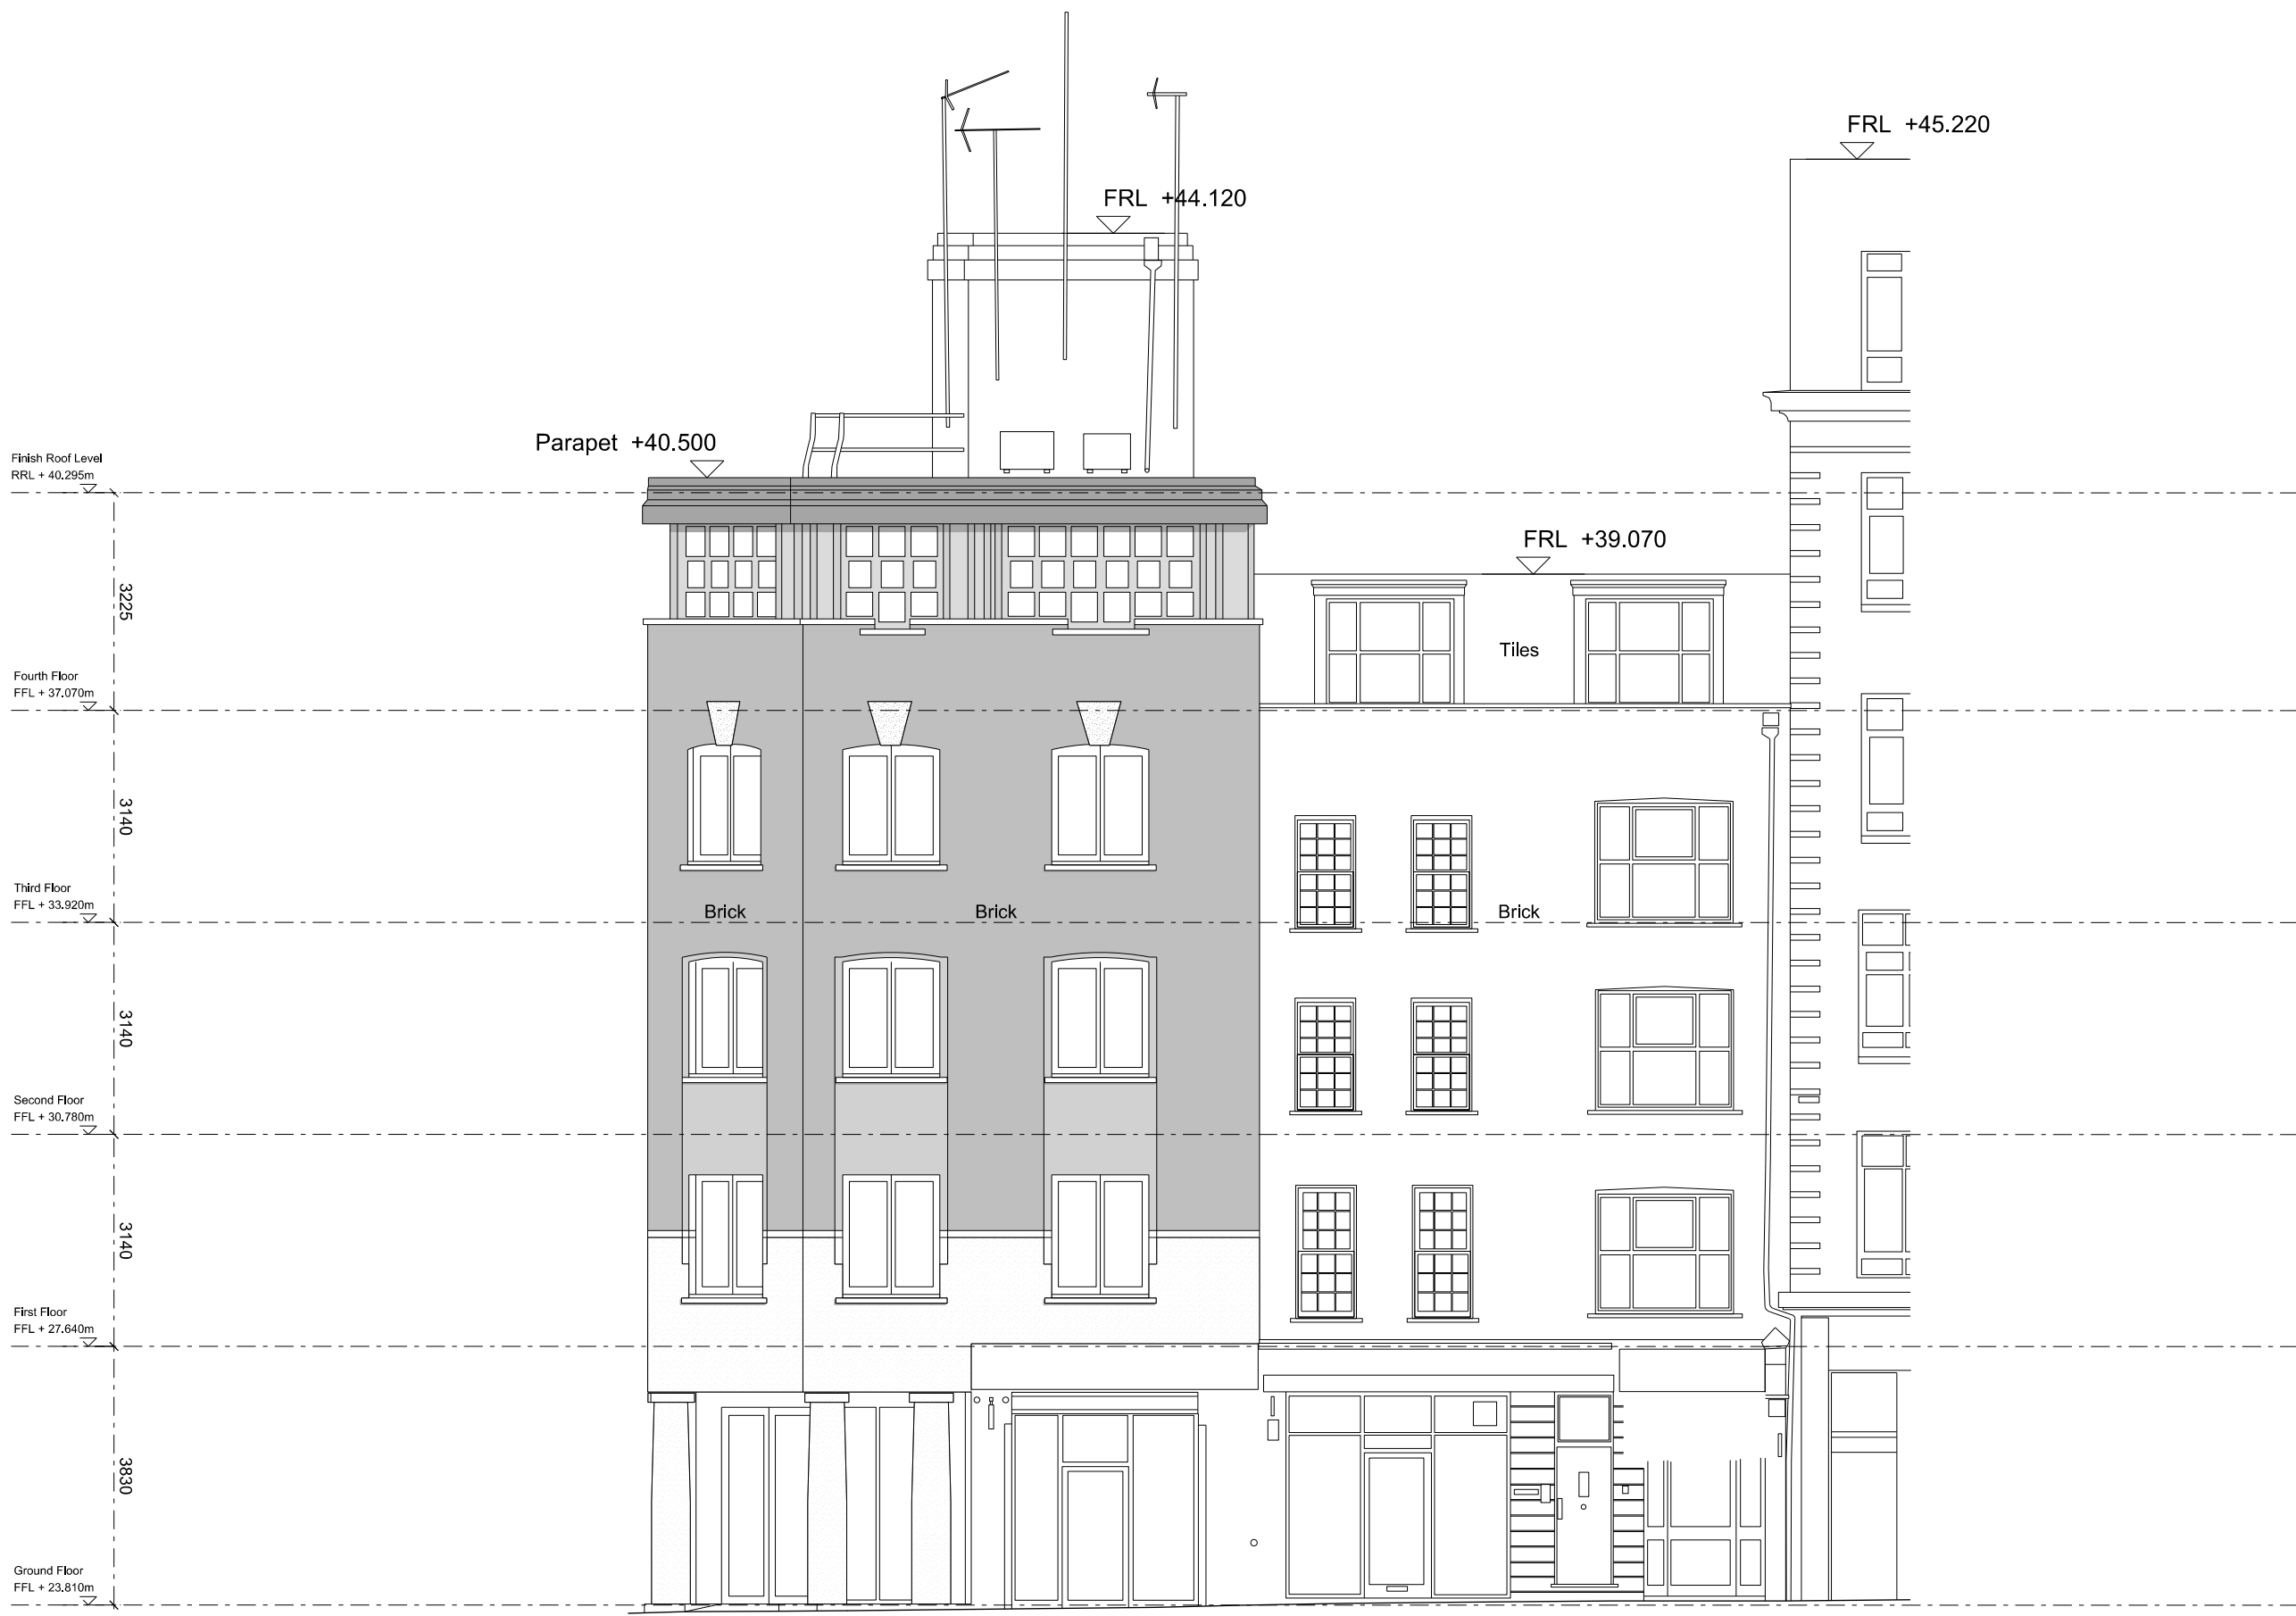 FRL +45.220
FRL +44.120
Parapet +40.500
Finish Roof Level
RRL + 40.295m
FRL +39.070
3225
Tiles
Fourth Floor
FFL + 37.070m
3140
Third Floor
FFL + 33.920m
Brick
Brick
Brick
3140
Second Floor
FFL + 30.780m
3140
First Floor
FFL + 27.640m
3830
Ground Floor
FFL + 23.810m